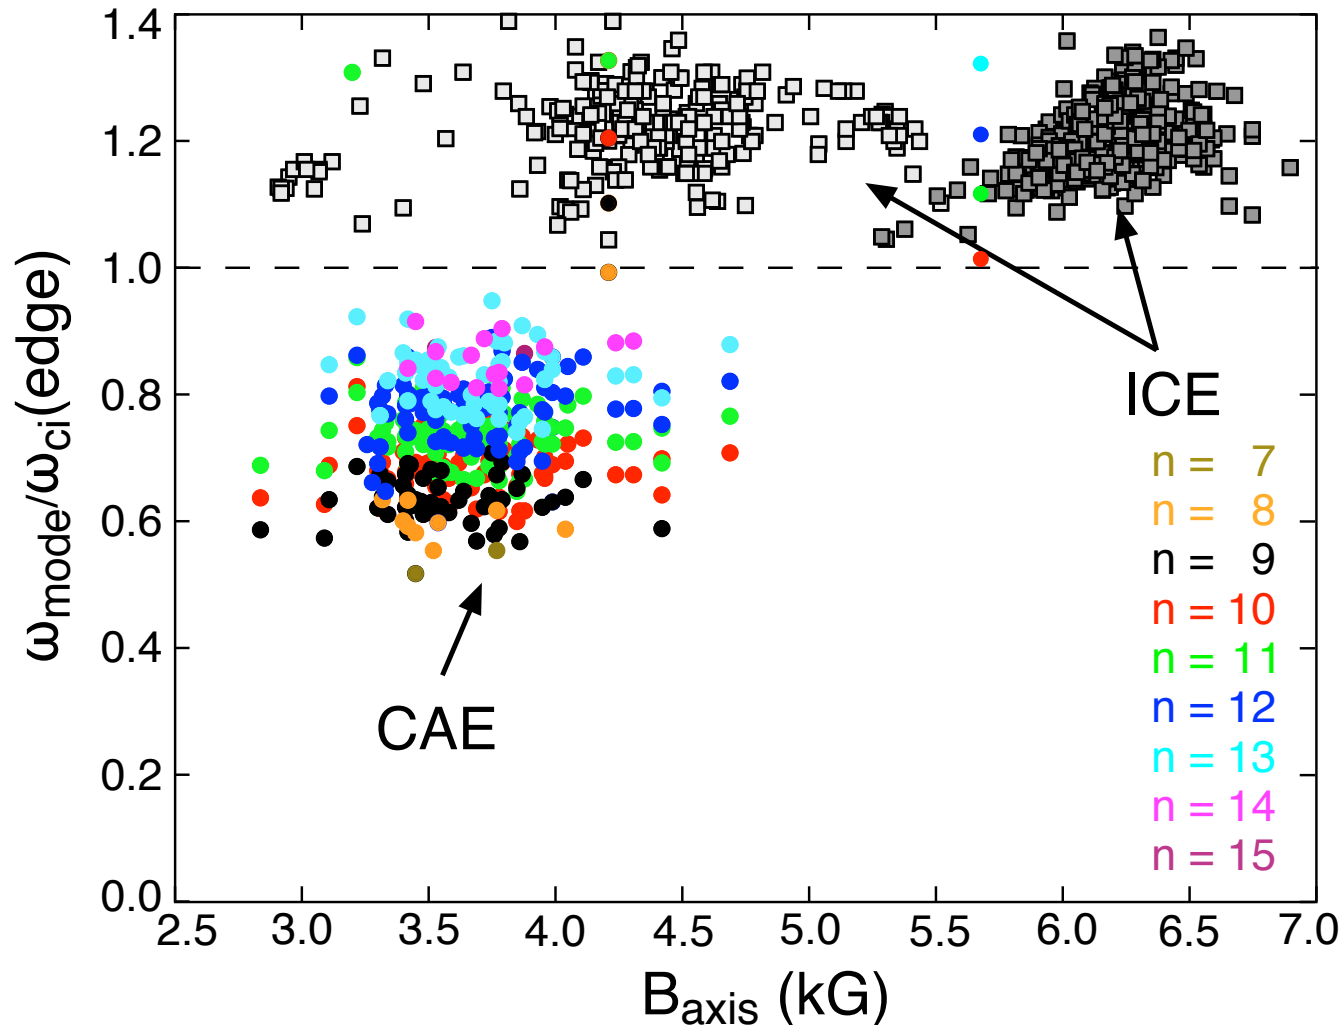 1.4
1.2
1.0
0.8
0.6
0.4
0.2
0.0
ω_mode/ω_ci(edge)
ICE
n = 7
n = 8
n = 9
n = 10
n = 11
n = 12
n = 13
n = 14
n = 15
CAE
2.5 3.0 3.5 4.0 4.5 5.0 5.5 6.0 6.5 7.0
B_axis (kG)